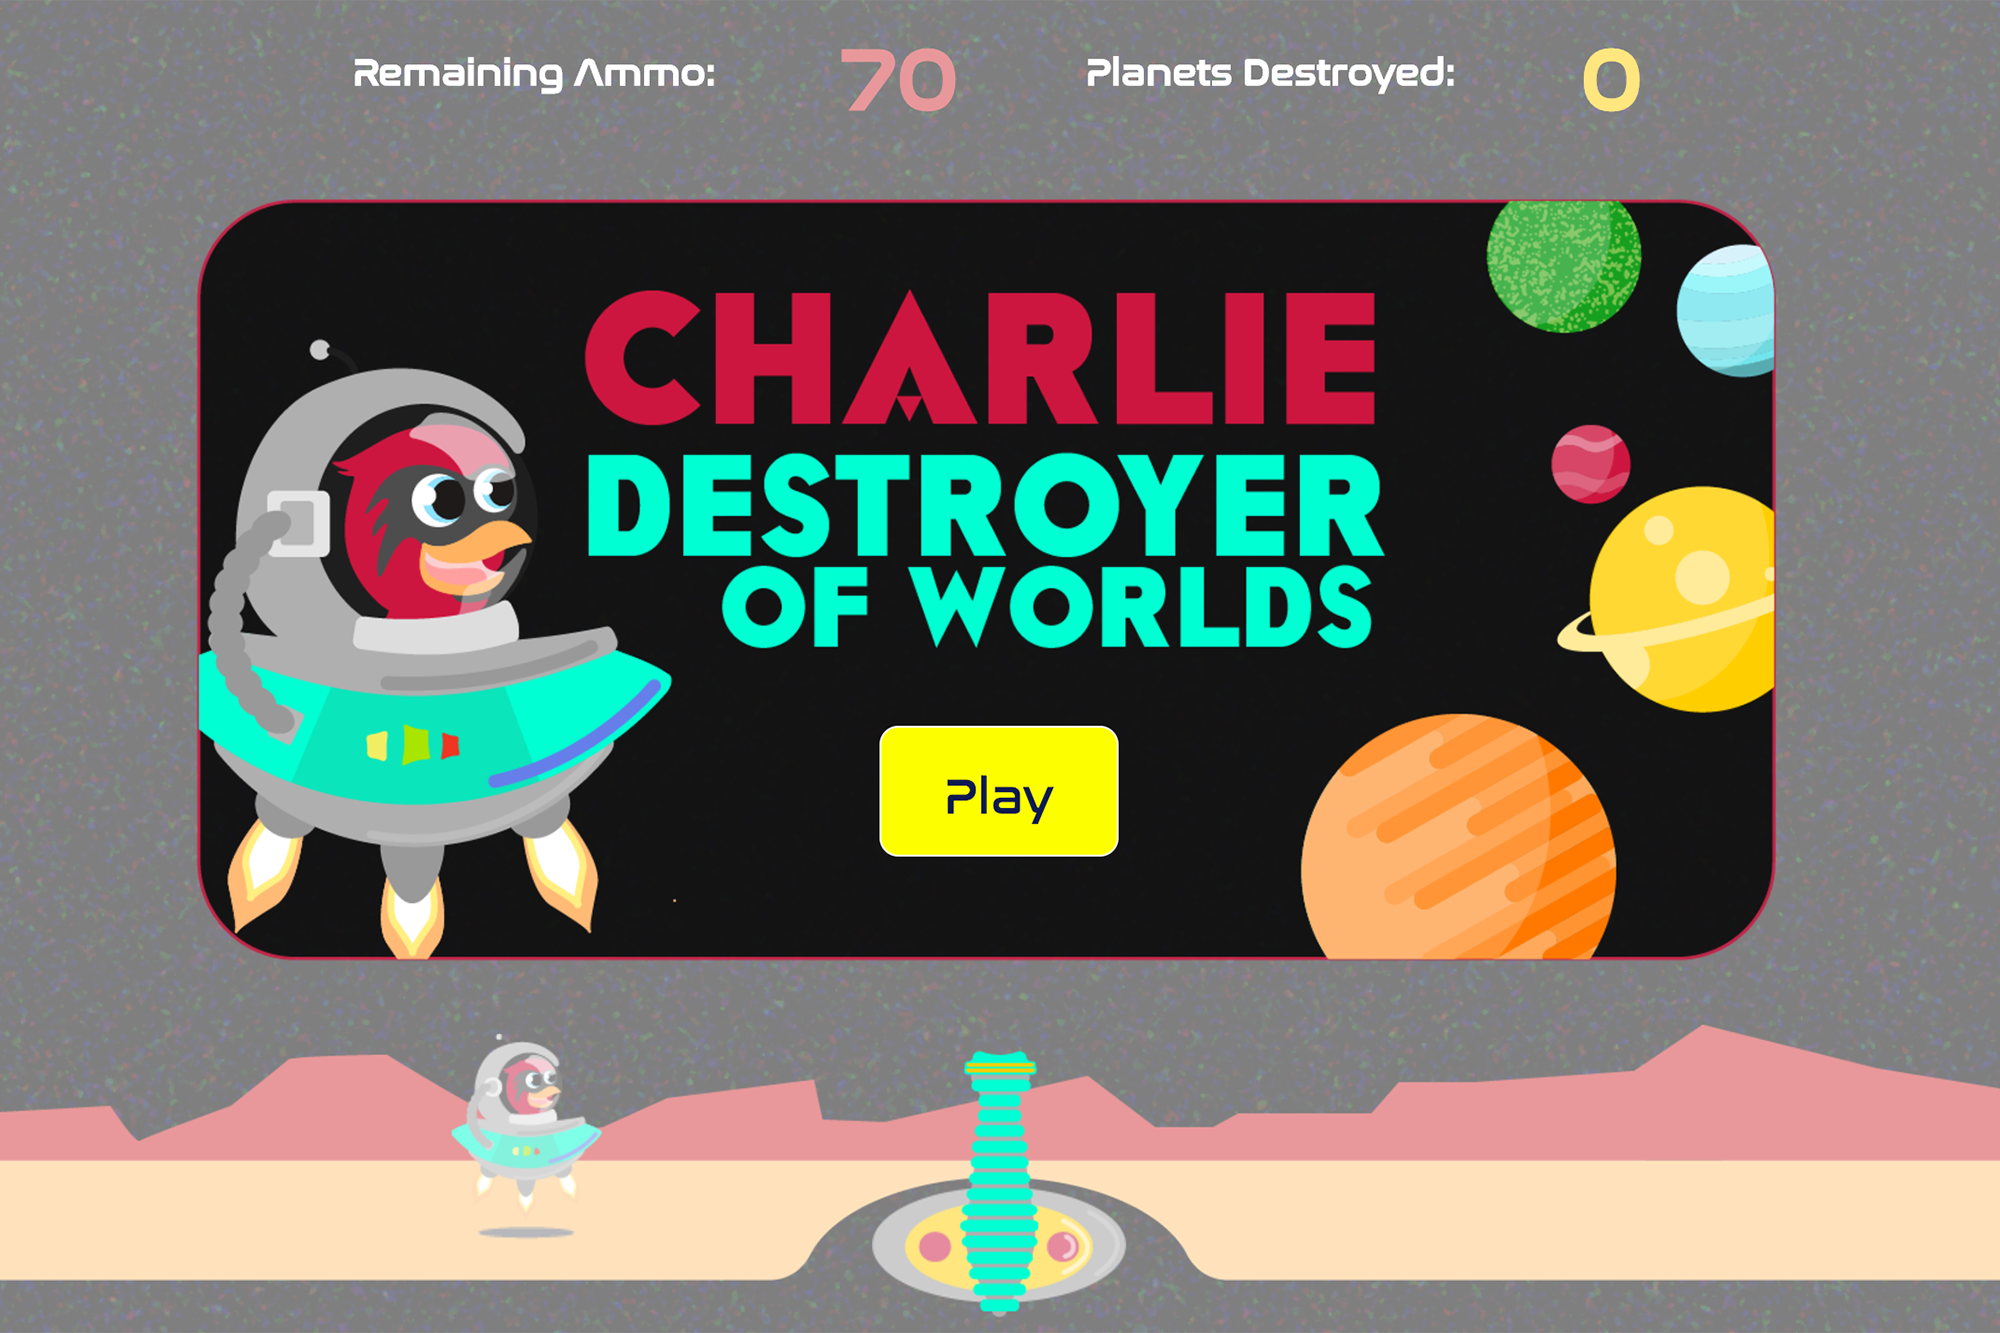 Remaining Ammo: 70 Planets Destroyed: 0
CHARLIE
DESTROYER
OF WORLDS
Play